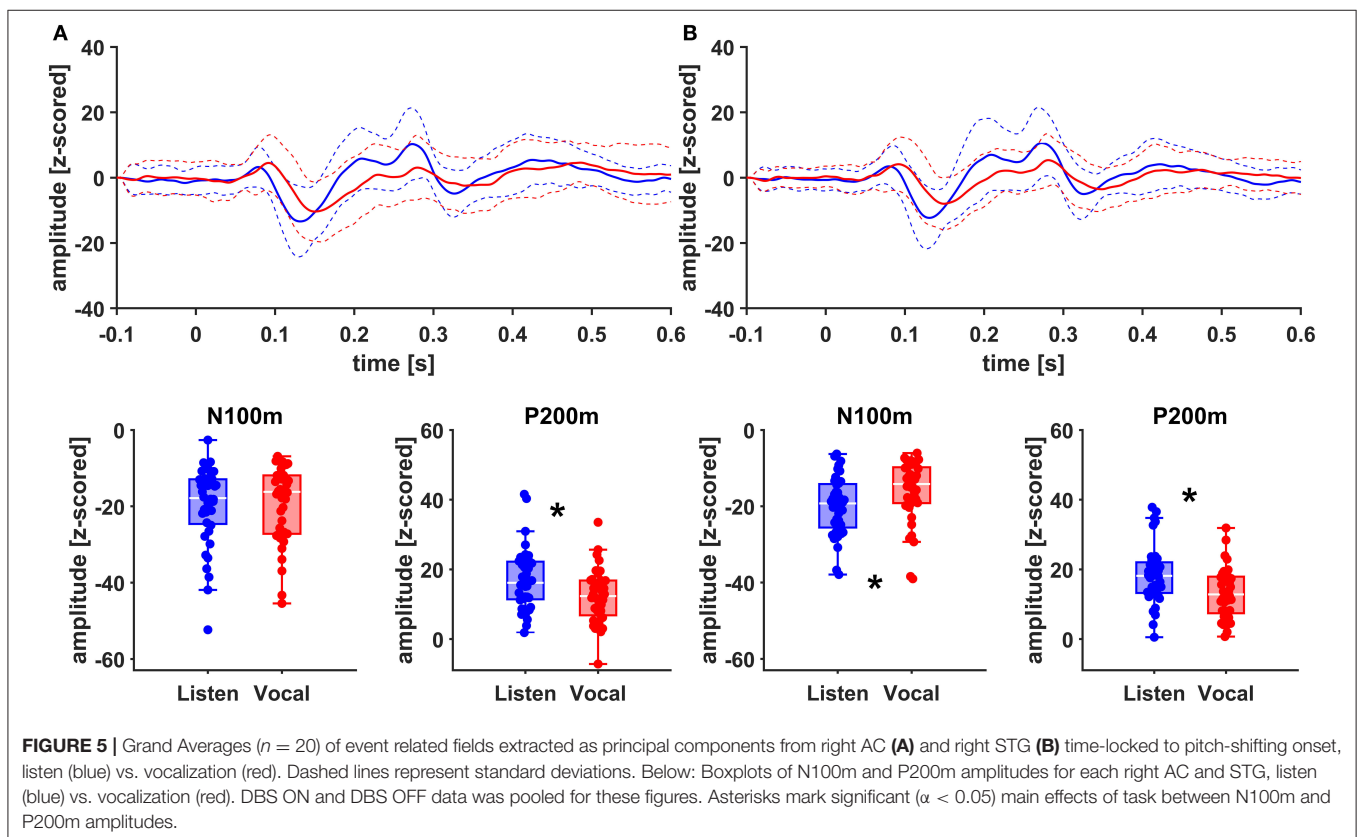 A
B
amplitude [z-scored]
40
20
0
-20
-40
-0.1 0 0.1 0.2 0.3 0.4 0.5 0.6
time [s]
amplitude [z-scored]
40
20
0
-20
-40
-0.1 0 0.1 0.2 0.3 0.4 0.5 0.6
time [s]
N100m
amplitude [z-scored]
0
-20
-40
-60
Listen Vocal
P200m
amplitude [z-scored]
60
40
20
0
*
Listen Vocal
N100m
amplitude [z-scored]
0
-20
-40
-60
*
Listen Vocal
P200m
amplitude [z-scored]
60
40
20
0
*
Listen Vocal
FIGURE 5 | Grand Averages (n = 20) of event related fields extracted as principal components from right AC (A) and right STG (B) time-locked to pitch-shifting onset,
listen (blue) vs. vocalization (red). Dashed lines represent standard deviations. Below: Boxplots of N100m and P200m amplitudes for each right AC and STG, listen
(blue) vs. vocalization (red). DBS ON and DBS OFF data was pooled for these figures. Asterisks mark significant (α < 0.05) main effects of task between N100m and
P200m amplitudes.